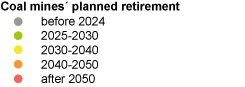 Coal mines´ planned retirement
before 2024
2025-2030
2030-2040
2040-2050
after 2050